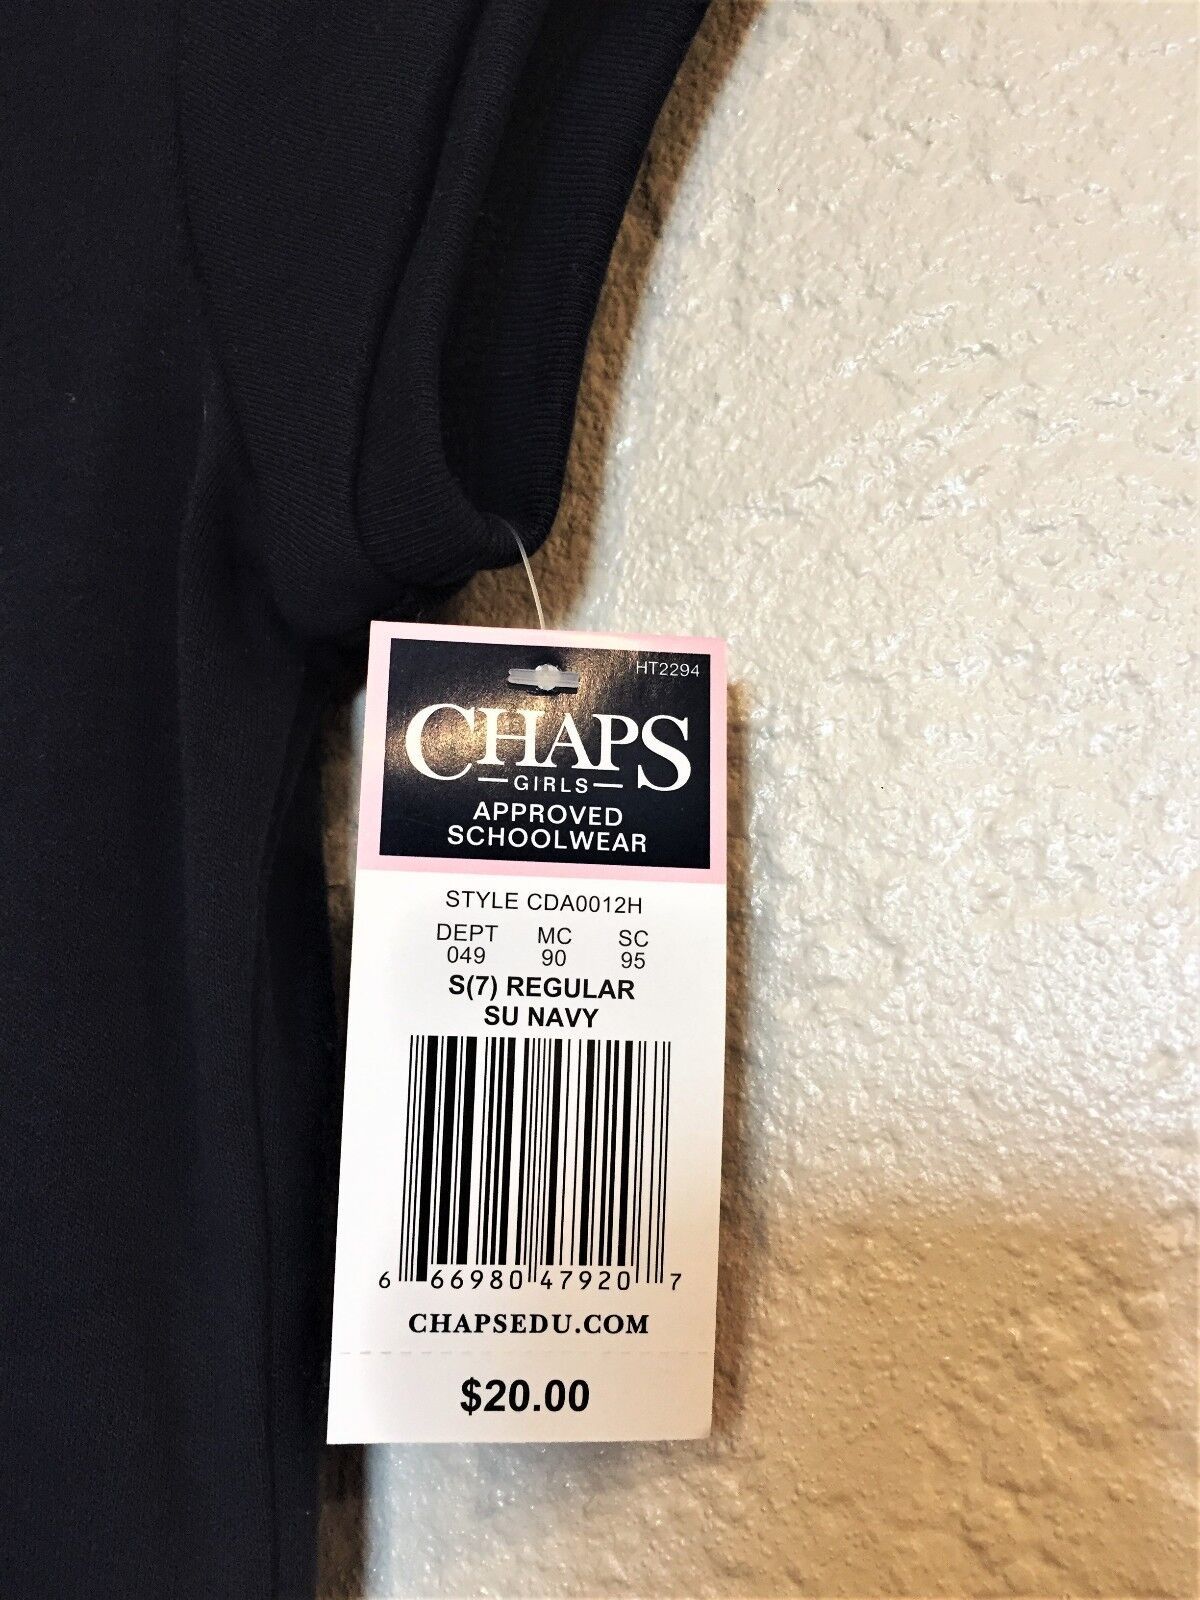 HT2294
CHAPS
GIRLS
APPROVED
SCHOOLWEAR
STYLE CDA0012H
DEPT MC SC
049 90 95
S(7) REGULAR
SU NAVY
6 66980 47920 7
CHAPSEDU.COM
$20.00